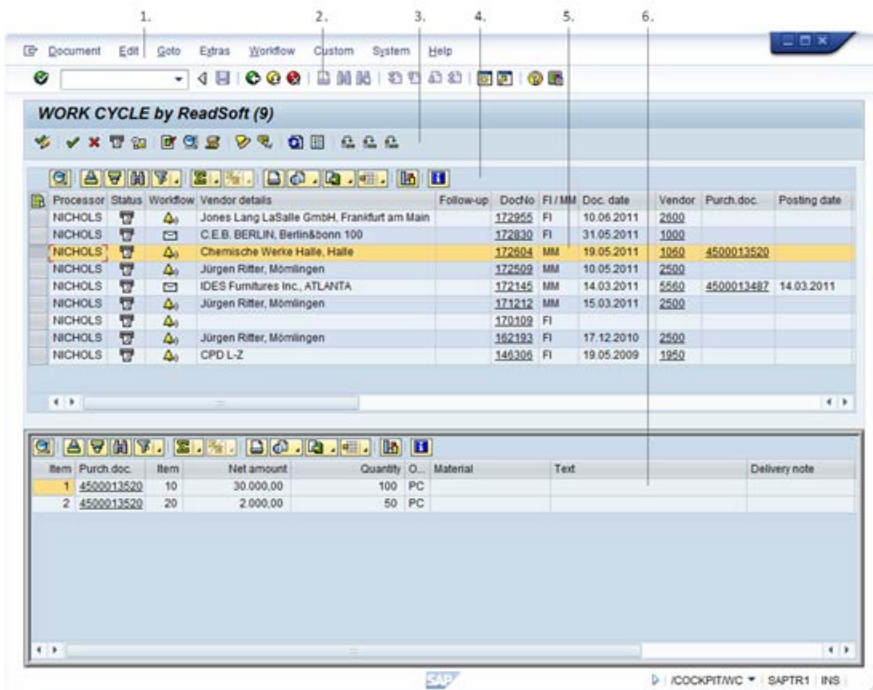 1. 2. 3. 4. 5. 6.
Document Edit Goto Extras Workflow Custom System Help
WORK CYCLE by ReadSoft (9)
Processor Status Workflow Vendor details Follow-up DocNo FI / MM Doc. date Vendor Purch.doc. Posting date
NICHOLS Jones Lang LaSalle GmbH, Frankfurt am Main 172955 FI 10.06.2011 2600
NICHOLS C.E.B. BERLIN, Berlin&bonn 100 172830 FI 31.05.2011 1000
NICHOLS Chemische Werke Halle, Halle 172604 MM 19.05.2011 1060 4500013520
NICHOLS Jürgen Ritter, Mömlingen 172509 MM 10.05.2011 2500
NICHOLS IDES Furnitures Inc., ATLANTA 172145 MM 14.03.2011 5560 4500013487 14.03.2011
NICHOLS Jürgen Ritter, Mömlingen 171212 MM 15.03.2011 2500
NICHOLS 170109 FI
NICHOLS Jürgen Ritter, Mömlingen 162193 FI 17.12.2010 2500
NICHOLS CPD L-Z 146306 FI 19.05.2009 1950
Item Purch.doc. Item Net amount Quantity O... Material Text Delivery note
1 4500013520 10 30.000,00 100 PC
2 4500013520 20 2.000,00 50 PC
SAP /COCKPIT/WC SAPTR1 INS